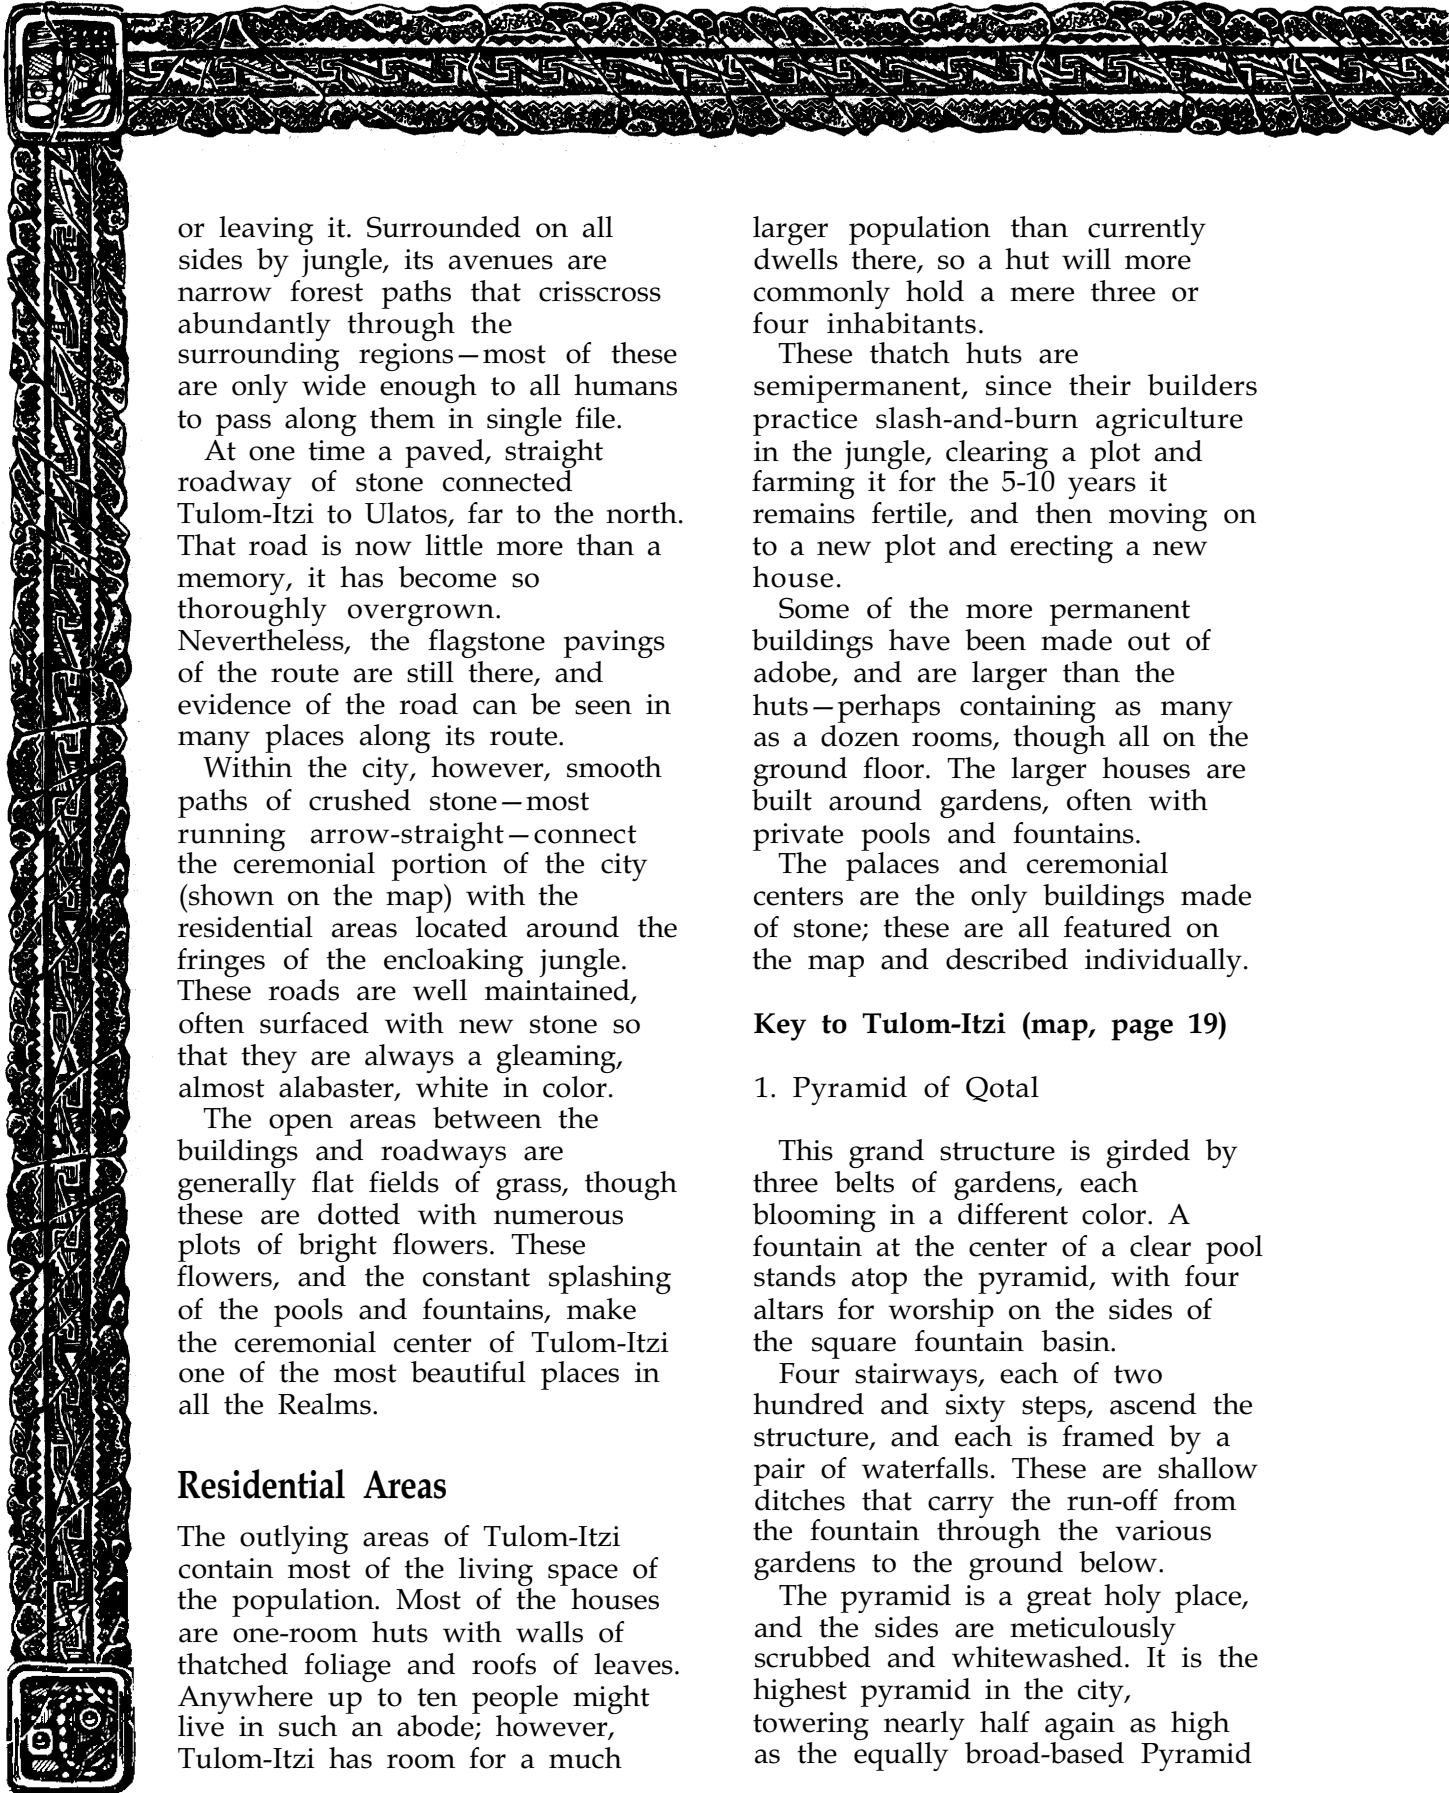 or leaving it. Surrounded on all
sides by jungle, its avenues are
narrow forest paths that crisscross
abundantly through the
surrounding regions—most of these
are only wide enough to all humans
to pass along them in single file.
At one time a paved, straight
roadway of stone connected
Tulom-Itzi to Ulatos, far to the north.
That road is now little more than a
memory, it has become so
thoroughly overgrown.
Nevertheless, the flagstone pavings
of the route are still there, and
evidence of the road can be seen in
many places along its route.
Within the city, however, smooth
paths of crushed stone—most
running arrow-straight—connect
the ceremonial portion of the city
(shown on the map) with the
residential areas located around the
fringes of the encloaking jungle.
These roads are well maintained,
often surfaced with new stone so
that they are always a gleaming,
almost alabaster, white in color.
The open areas between the
buildings and roadways are
generally flat fields of grass, though
these are dotted with numerous
plots of bright flowers. These
flowers, and the constant splashing
of the pools and fountains, make
the ceremonial center of Tulom-Itzi
one of the most beautiful places in
all the Realms.
Residential Areas
The outlying areas of Tulom-Itzi
contain most of the living space of
the population. Most of the houses
are one-room huts with walls of
thatched foliage and roofs of leaves.
Anywhere up to ten people might
live in such an abode; however,
Tulom-Itzi has room for a much
larger population than currently
dwells there, so a hut will more
commonly hold a mere three or
four inhabitants.
These thatch huts are
semipermanent, since their builders
practice slash-and-burn agriculture
in the jungle, clearing a plot and
farming it for the 5-10 years it
remains fertile, and then moving on
to a new plot and erecting a new
house.
Some of the more permanent
buildings have been made out of
adobe, and are larger than the
huts—perhaps containing as many
as a dozen rooms, though all on the
ground floor. The larger houses are
built around gardens, often with
private pools and fountains.
The palaces and ceremonial
centers are the only buildings made
of stone; these are all featured on
the map and described individually.
Key to Tulom-Itzi (map, page 19)
1. Pyramid of Qotal
This grand structure is girded by
three belts of gardens, each
blooming in a different color. A
fountain at the center of a clear pool
stands atop the pyramid, with four
altars for worship on the sides of
the square fountain basin.
Four stairways, each of two
hundred and sixty steps, ascend the
structure, and each is framed by a
pair of waterfalls. These are shallow
ditches that carry the run-off from
the fountain through the various
gardens to the ground below.
The pyramid is a great holy place,
and the sides are meticulously
scrubbed and whitewashed. It is the
highest pyramid in the city,
towering nearly half again as high
as the equally broad-based Pyramid